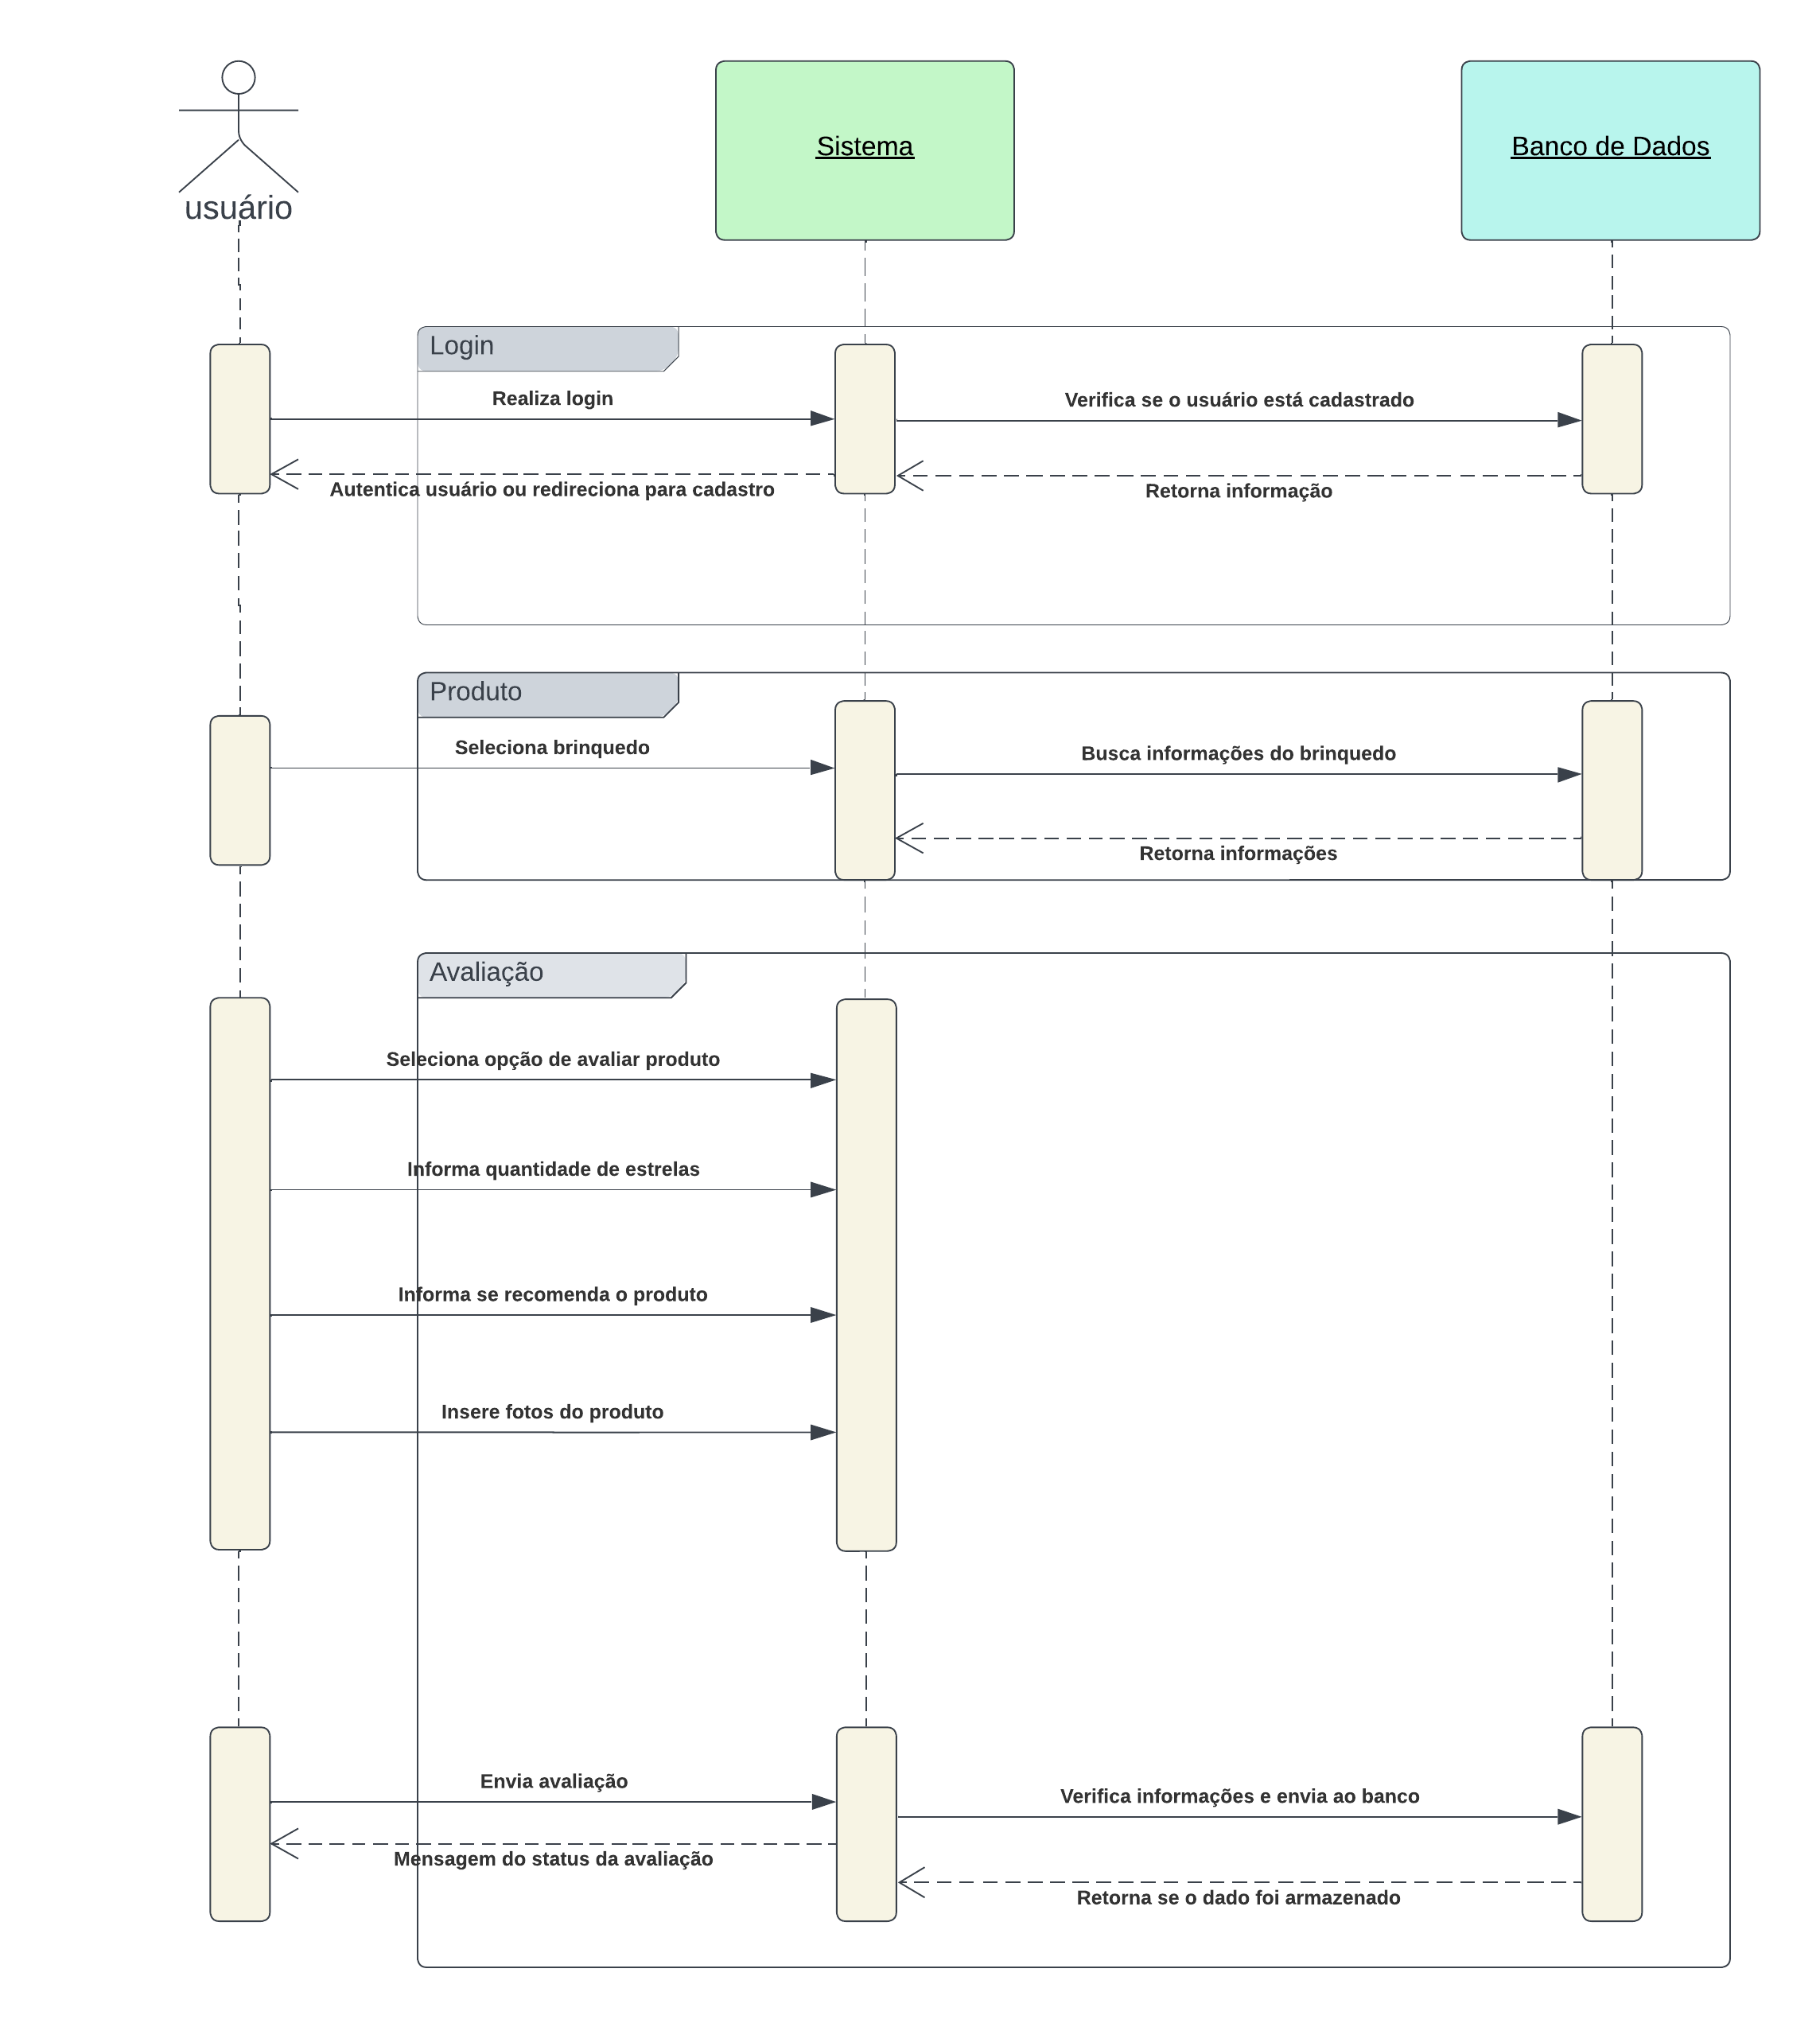 usuário
Sistema
Banco de Dados
Login
Realiza login
Verifica se o usuário está cadastrado
Autentica usuário ou redireciona para cadastro
Retorna informação
Produto
Seleciona brinquedo
Busca informações do brinquedo
Retorna informações
Avaliação
Seleciona opção de avaliar produto
Informa quantidade de estrelas
Informa se recomenda o produto
Insere fotos do produto
Envia avaliação
Verifica informações e envia ao banco
Mensagem do status da avaliação
Retorna se o dado foi armazenado